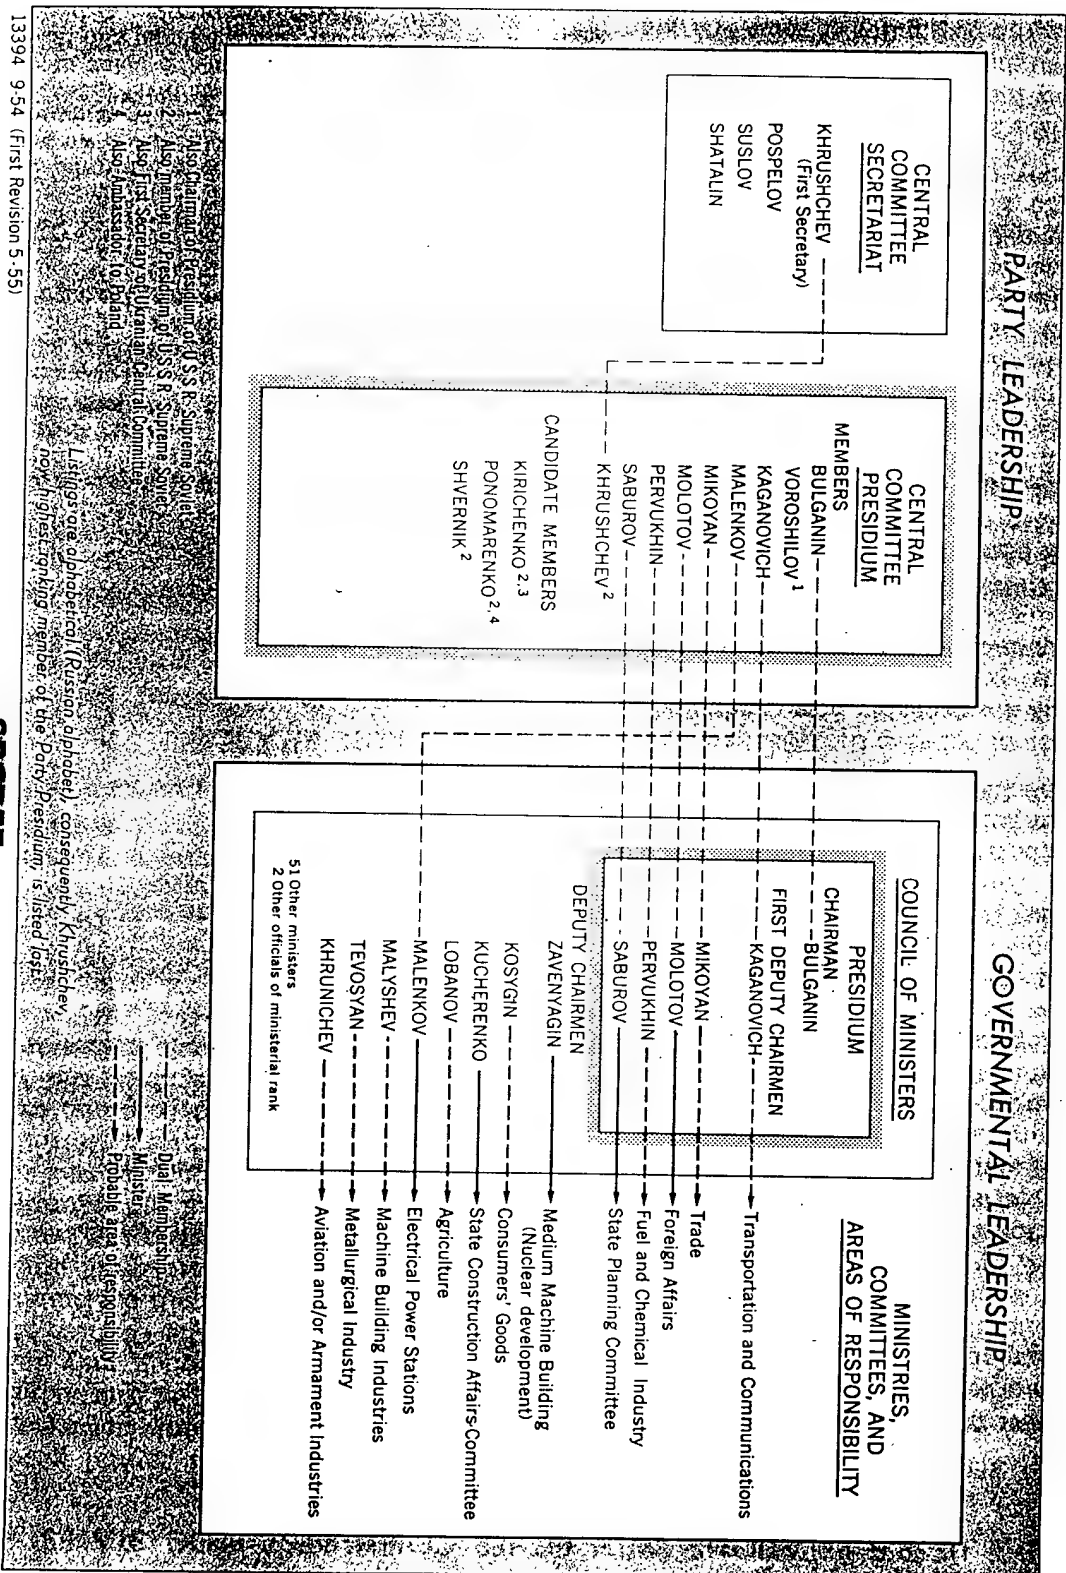 PARTY LEADERSHIP
CENTRAL
COMMITTEE
SECRETARIAT
KHRUSHCHEV
(First Secretary)
POSPELOV
SUSLOV
SHATALIN
CENTRAL
COMMITTEE
PRESIDIUM
MEMBERS
BULGANIN
VOROSHILOV 1
KAGANOVICH
MALENKOV
MIKOYAN
MOLOTOV
PERVUKHIN
SABUROV
KHRUSHCHEV 2
CANDIDATE MEMBERS
KIRICHENKO 2,3
PONOMARENKO 2,4
SHVERNIK 2
GOVERNMENTAL LEADERSHIP
COUNCIL OF MINISTERS
PRESIDIUM
CHAIRMAN
BULGANIN
FIRST DEPUTY CHAIRMEN
KAGANOVICH
MIKOYAN
MOLOTOV
PERVUKHIN
SABUROV
DEPUTY CHAIRMEN
ZAVENYAGIN
KOSYGIN
KUCHERENKO
LOBANOV
MALENKOV
MALYSHEV
TEVOSYAN
KHRUNICHEV
51 Other ministers
2 Other officials of ministerial rank
MINISTRIES,
COMMITTEES, AND
AREAS OF RESPONSIBILITY
Transportation and Communications
Trade
Foreign Affairs
Fuel and Chemical Industry
State Planning Committee
Medium Machine Building
(Nuclear development)
Consumers' Goods
State Construction Affairs-Committee
Agriculture
Electrical Power Stations
Machine Building Industries
Metallurgical Industry
Aviation and/or Armament Industries
1 Also Chairman of Presidium of U.S.S.R. Supreme Soviet
2 Also member of Presidium of U.S.S.R. Supreme Soviet
3 Also First Secretary of Ukranian Central Committee
4 Also Ambassador to Poland
Listings are alphabetical (Russian alphabet), consequently Khrushchev,
now highest ranking member of the Party Presidium, is listed last.
Dual Membership
Ministers
Probable area of responsibility
13394 9-54 (First Revision 5-55)